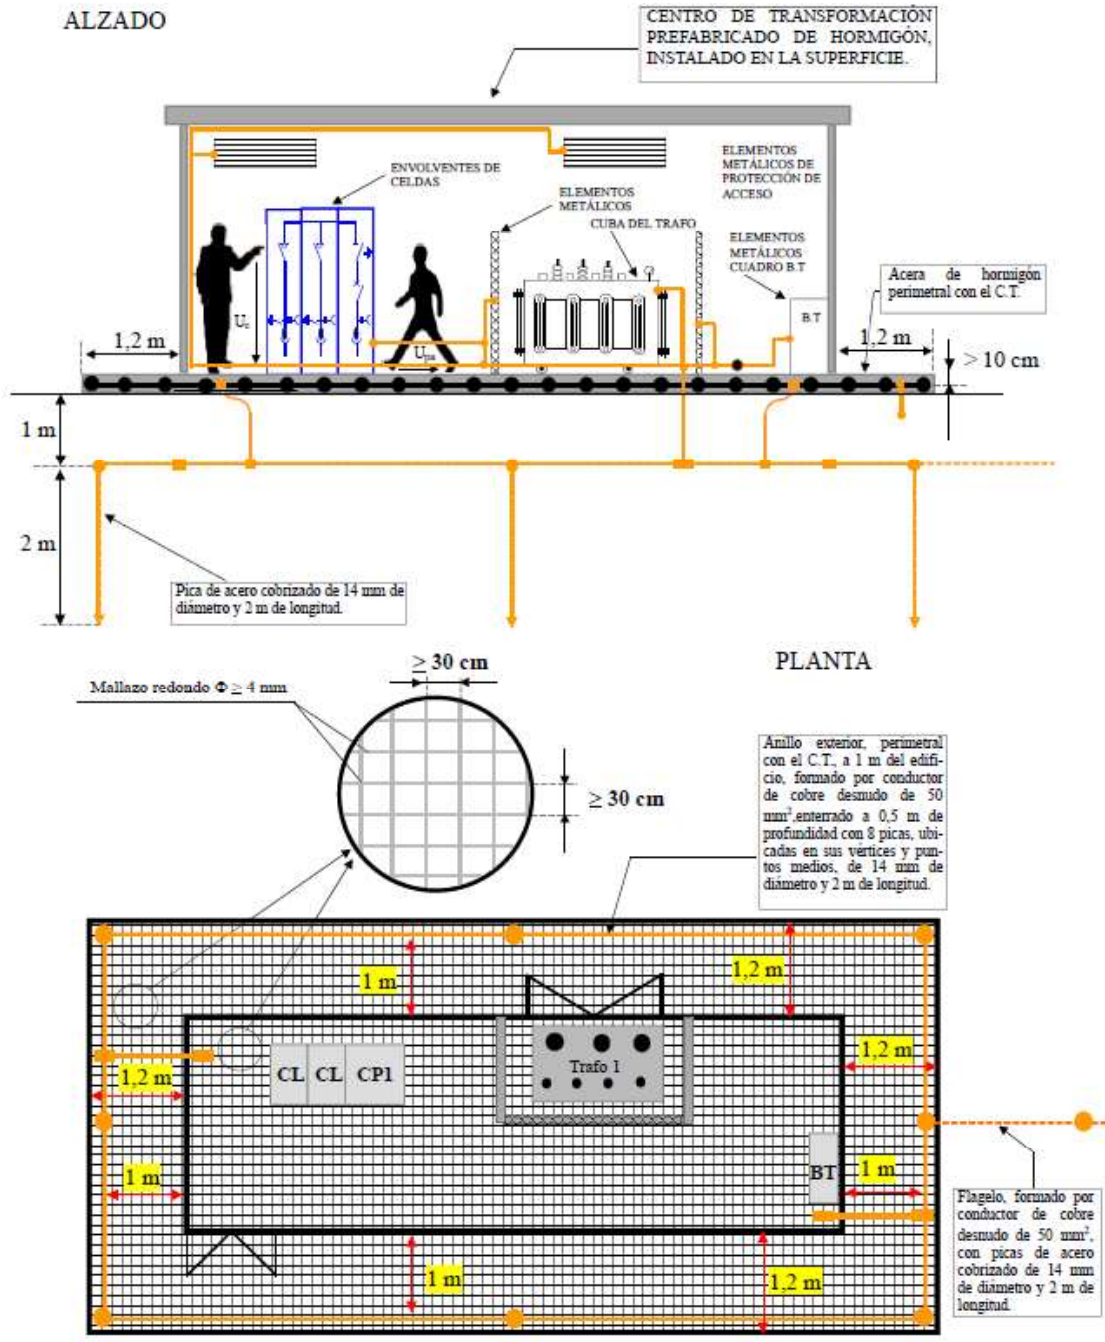 ALZADO
CENTRO DE TRANSFORMACIÓN
PREFABRICADO DE HORMIGÓN,
INSTALADO EN LA SUPERFICIE.
ENVOLVENTES DE
CELDAS
ELEMENTOS
METÁLICOS
CUBA DEL TRAFO
ELEMENTOS
METÁLICOS DE
PROTECCIÓN DE
ACCESO
ELEMENTOS
METÁLICOS
CUADRO B.T
Acera de hormigón
perimetral con el C.T.
B.T
Uc
Upa
1,2 m
1,2 m
> 10 cm
1 m
2 m
Pica de acero cobrizado de 14 mm de
diámetro y 2 m de longitud.
≥ 30 cm
PLANTA
Mallazo redondo Φ ≥ 4 mm
≥ 30 cm
Anillo exterior, perimetral
con el C.T., a 1 m del edifi-
cio, formado por conductor
de cobre desnudo de 50
mm²,enterrado a 0,5 m de
profundidad con 8 picas, ubi-
cadas en sus vértices y pun-
tos medios, de 14 mm de
diámetro y 2 m de longitud.
1 m
1,2 m
1,2 m
Trafo 1
CL CL CP1
1,2 m
1 m
BT
1 m
1 m
1,2 m
Flagelo, formado por
conductor de cobre
desnudo de 50 mm²,
con picas de acero
cobrizado de 14 mm
de diámetro y 2 m de
longitud.